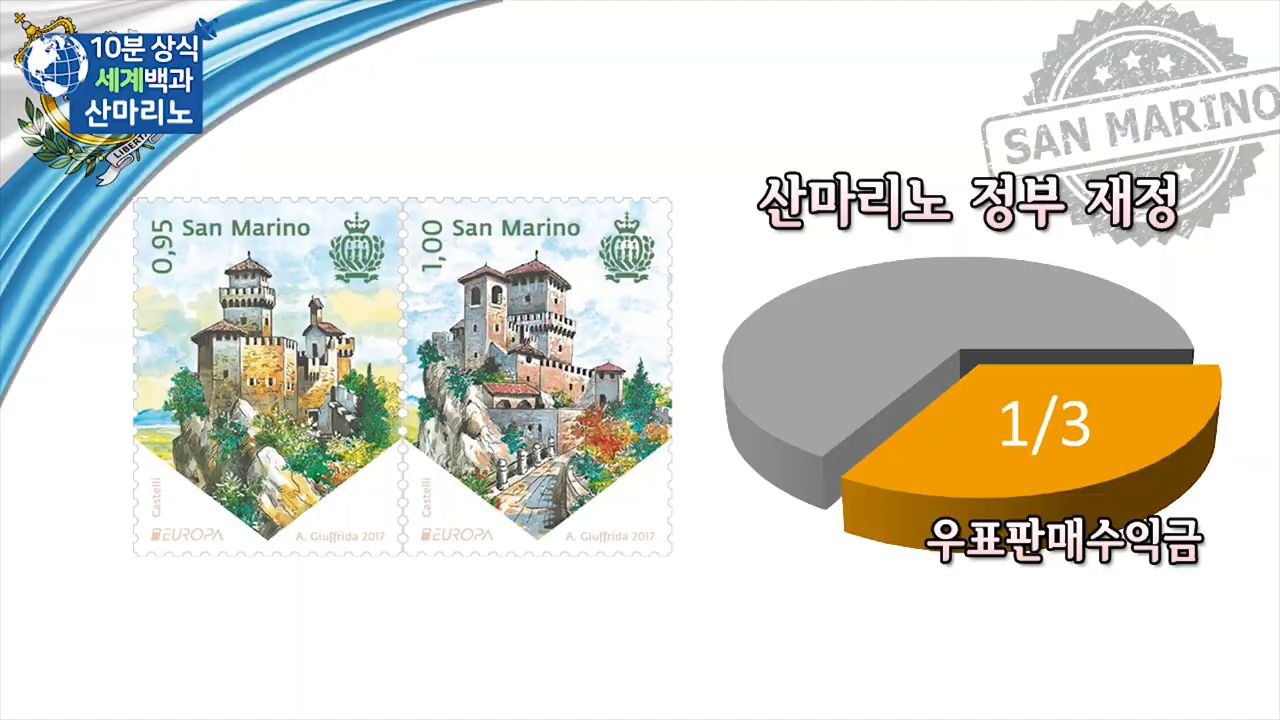 10분 상식
세계백과
산마리노
LIBERTA
SAN MARINO
산마리노 정부 재정
0,95
San Marino
1,00
San Marino
1/3
우표판매수익금
Castelli
EUROPA
A. Giuffrida 2017
Castelli
EUROPA
A. Giuffrida 2017